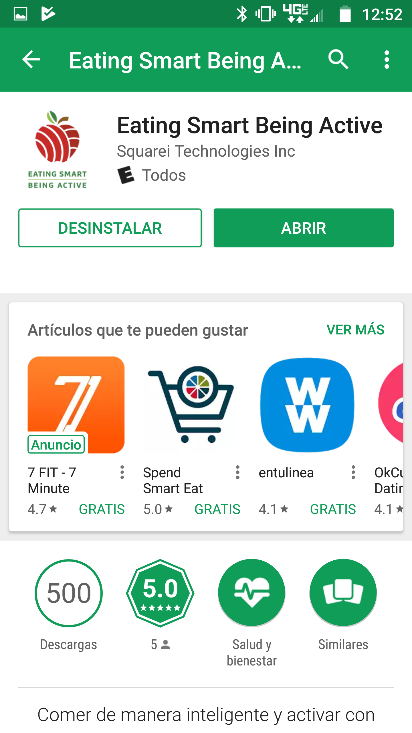 4G
12:52
Eating Smart Being A...
EATING SMART
BEING ACTIVE
Eating Smart Being Active
Squarei Technologies Inc
E Todos
DESINSTALAR
ABRIR
Artículos que te pueden gustar
VER MÁS
7
Anuncio
W
W
7 FIT - 7
Minute
4.7★ GRATIS
Spend
Smart Eat
5.0★ GRATIS
entulinea
4.1★ GRATIS
OkCu
Datin
4.1★
500
Descargas
5.0
★★★★★
5
Salud y
bienestar
Similares
Comer de manera inteligente y activar con